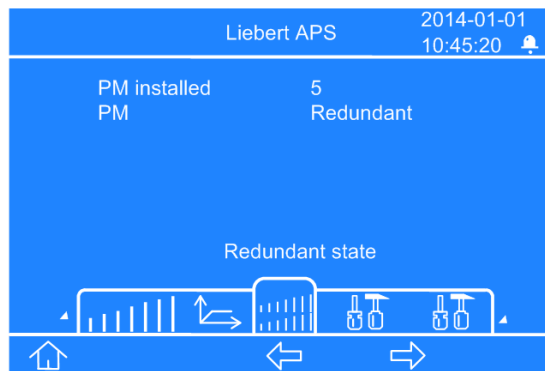 Liebert APS
2014-01-01
10:45:20
PM installed 5
PM Redundant
Redundant state